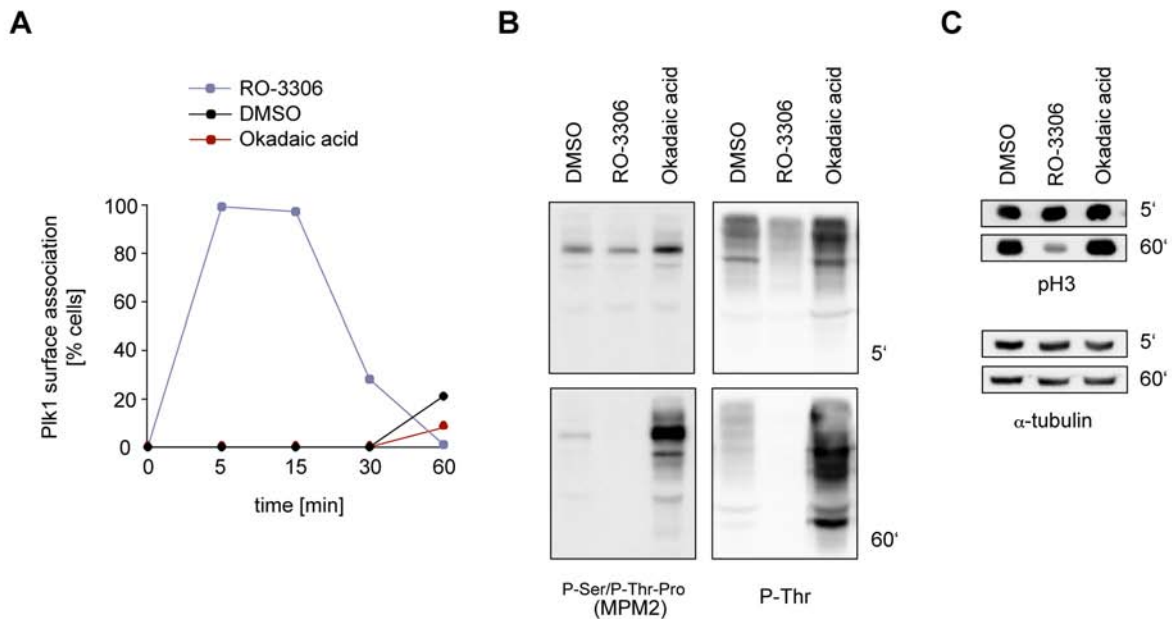 A
RO-3306
DMSO
Okadaic acid
Plk1 surface association
[% cells]
100
80
60
40
20
0
0 5 15 30 60
time [min]
B
DMSO
RO-3306
Okadaic acid
DMSO
RO-3306
Okadaic acid
5‘
60‘
P-Ser/P-Thr-Pro
(MPM2)
P-Thr
C
DMSO
RO-3306
Okadaic acid
5‘
60‘
pH3
5‘
60‘
α-tubulin